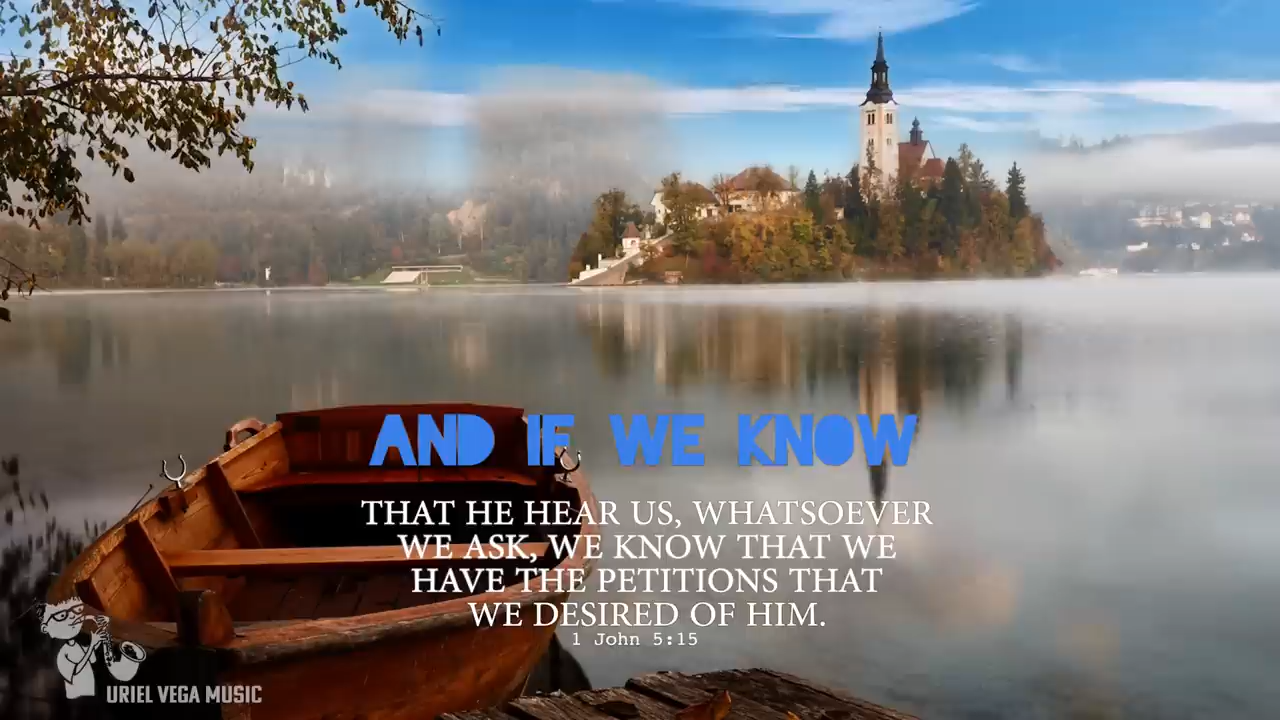 AND IF WE KNOW
THAT HE HEAR US, WHATSOEVER
WE ASK, WE KNOW THAT WE
HAVE THE PETITIONS THAT
WE DESIRED OF HIM.
1 John 5:15
URIEL VEGA MUSIC